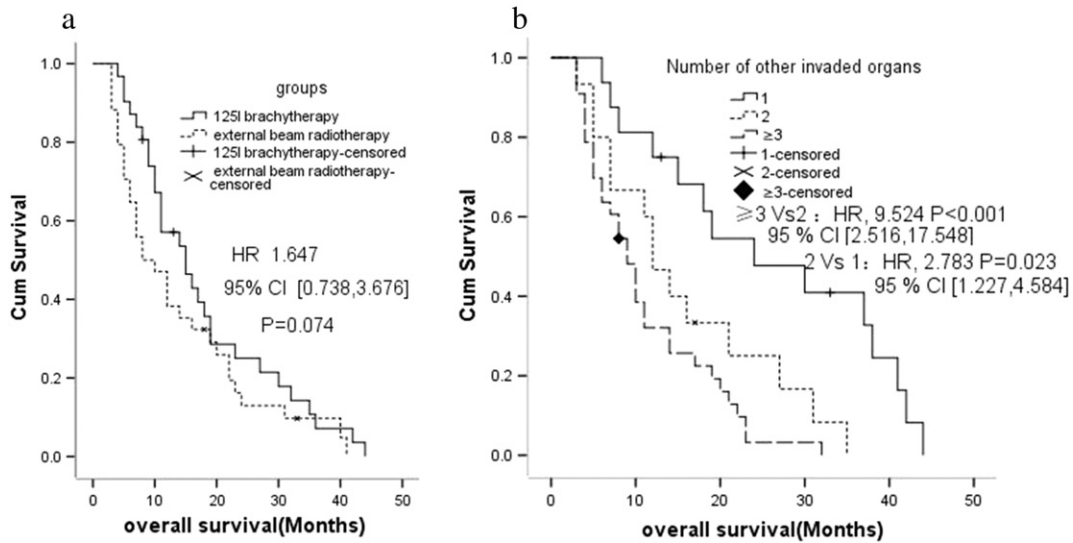 a
groups
125I brachytherapy
external beam radiotherapy
125I brachytherapy-censored
external beam radiotherapy-
censored
HR 1.647
95% CI [0.738,3.676]
P=0.074
Cum Survival
1.0
0.8
0.6
0.4
0.2
0.0
0 10 20 30 40 50
overall survival(Months)
b
Number of other invaded organs
1
2
≥3
1-censored
2-censored
≥3-censored
≥3 Vs2 : HR, 9.524 P<0.001
95 % CI [2.516,17.548]
2 Vs 1: HR, 2.783 P=0.023
95 % CI [1.227,4.584]
Cum Survival
1.0
0.8
0.6
0.4
0.2
0.0
0 10 20 30 40 50
overall survival(Months)